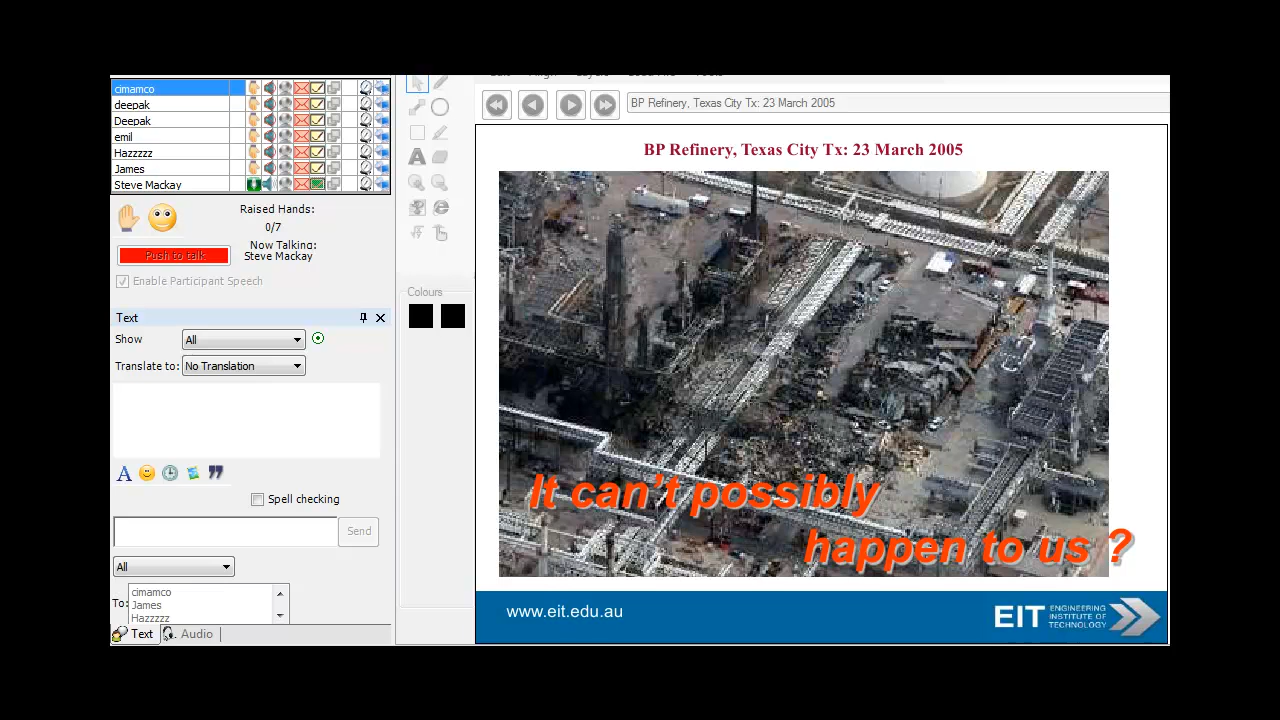 cimamco
deepak
Deepak
emil
Hazzzzz
James
Steve Mackay
Raised Hands:
0/7
Now Talking:
Steve Mackay
Push to talk
Enable Participant Speech
Text
Show
All
Translate to:
No Translation
Spell checking
Send
All
To:
cimamco
James
Hazzzzz
Text
Audio
Colours
BP Refinery, Texas City Tx: 23 March 2005
BP Refinery, Texas City Tx: 23 March 2005
It can't possibly
happen to us ?
www.eit.edu.au
EIT
ENGINEERING
INSTITUTE OF
TECHNOLOGY